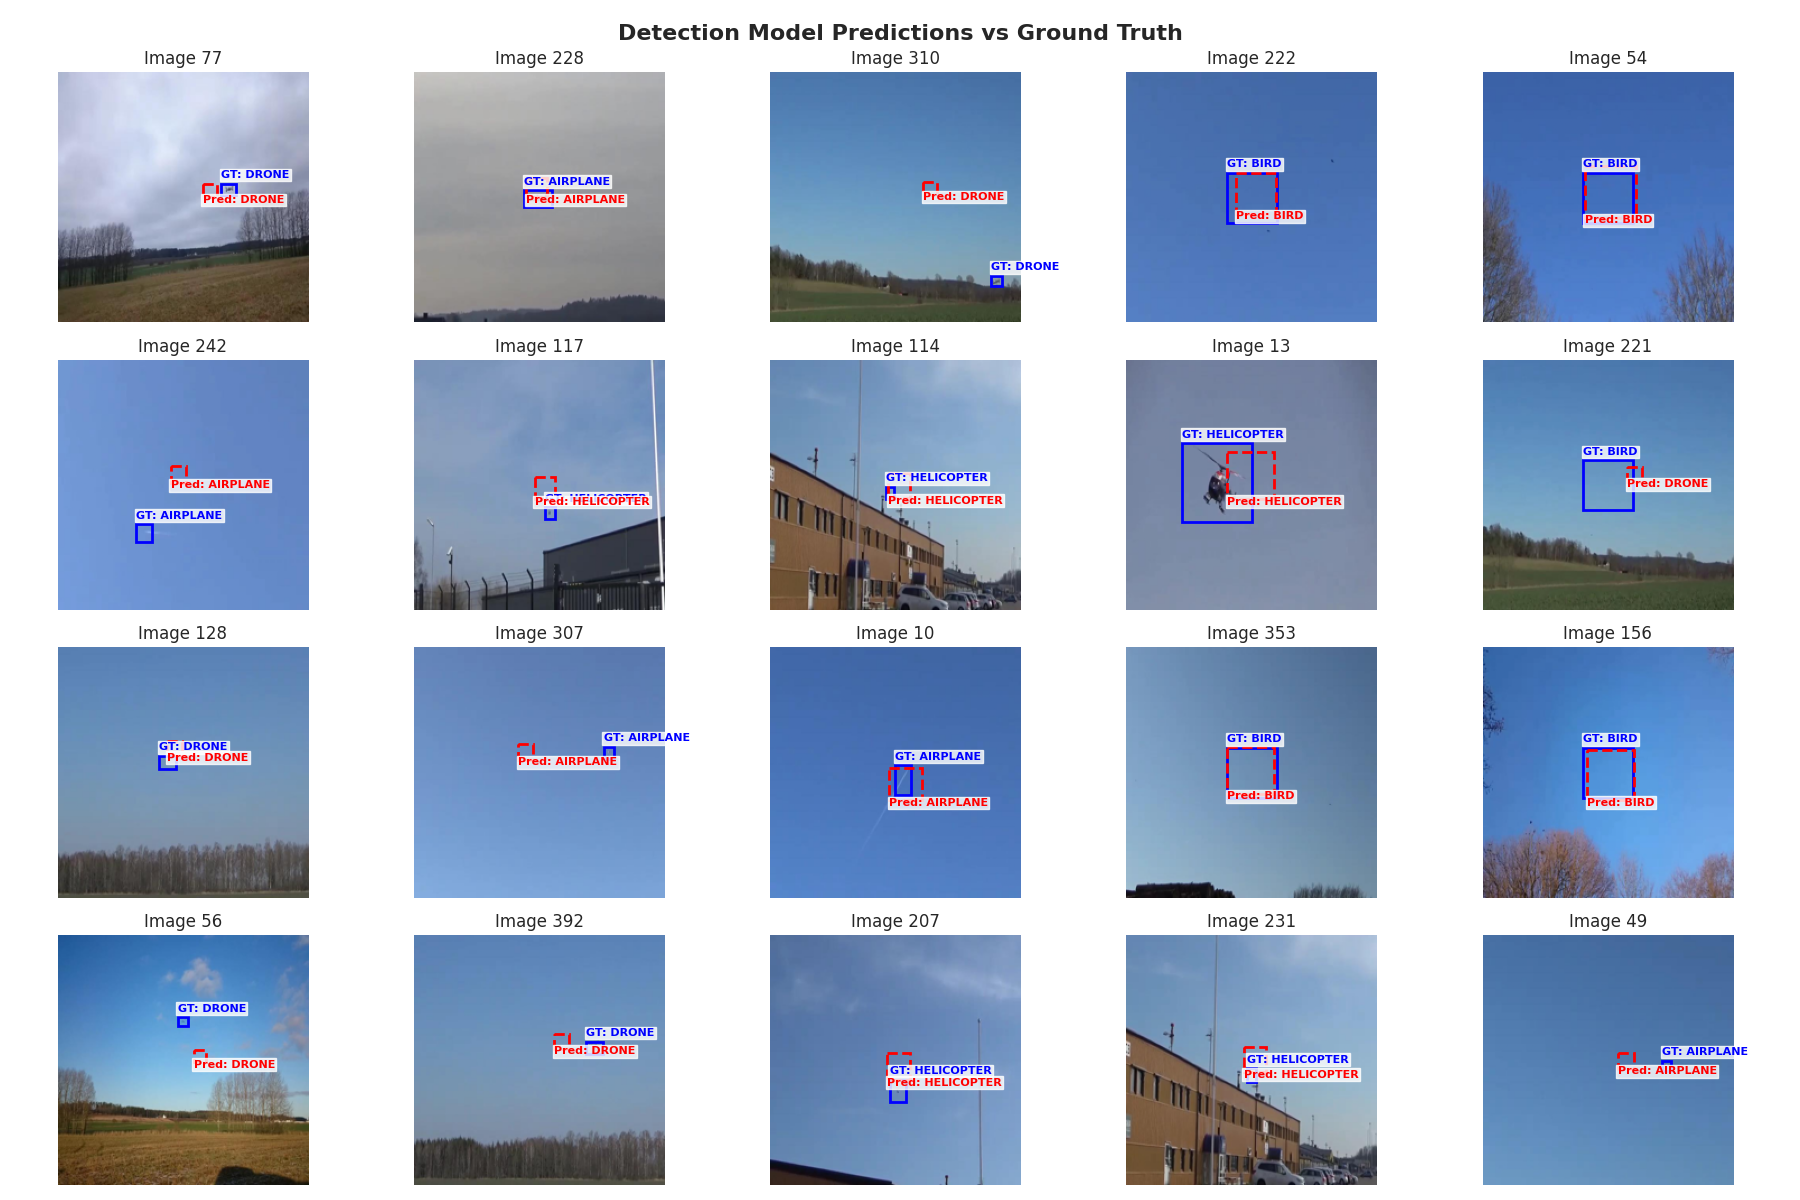 Detection Model Predictions vs Ground Truth
Image 77
GT: DRONE
Pred: DRONE
Image 228
GT: AIRPLANE
Pred: AIRPLANE
Image 310
Pred: DRONE
GT: DRONE
Image 222
GT: BIRD
Pred: BIRD
Image 54
GT: BIRD
Pred: BIRD
Image 242
Pred: AIRPLANE
GT: AIRPLANE
Image 117
GT: HELICOPTER
Pred: HELICOPTER
Image 114
GT: HELICOPTER
Pred: HELICOPTER
Image 13
GT: HELICOPTER
Pred: HELICOPTER
Image 221
GT: BIRD
Pred: DRONE
Image 128
GT: DRONE
Pred: DRONE
Image 307
GT: AIRPLANE
Pred: AIRPLANE
Image 10
GT: AIRPLANE
Pred: AIRPLANE
Image 353
GT: BIRD
Pred: BIRD
Image 156
GT: BIRD
Pred: BIRD
Image 56
GT: DRONE
Pred: DRONE
Image 392
GT: DRONE
Pred: DRONE
Image 207
GT: HELICOPTER
Pred: HELICOPTER
Image 231
GT: HELICOPTER
Pred: HELICOPTER
Image 49
GT: AIRPLANE
Pred: AIRPLANE